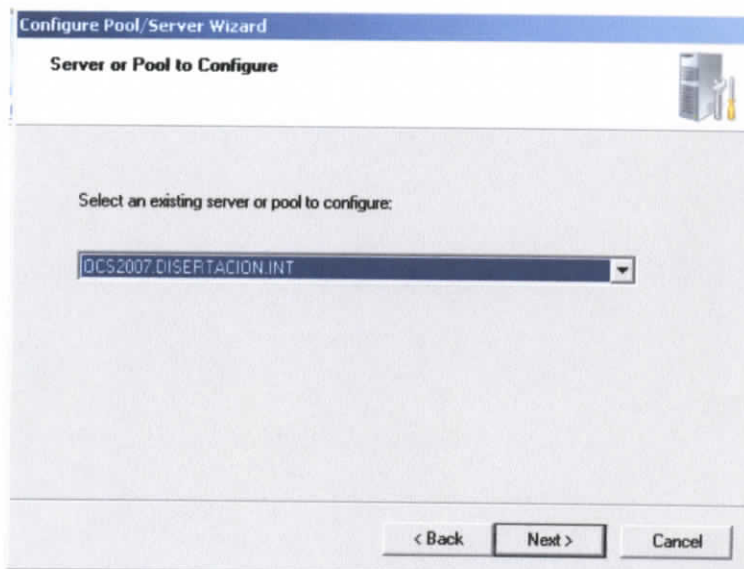 Configure Pool/Server Wizard
Server or Pool to Configure
Select an existing server or pool to configure:
OCS2007.DISERTACION.INT
< Back
Next >
Cancel